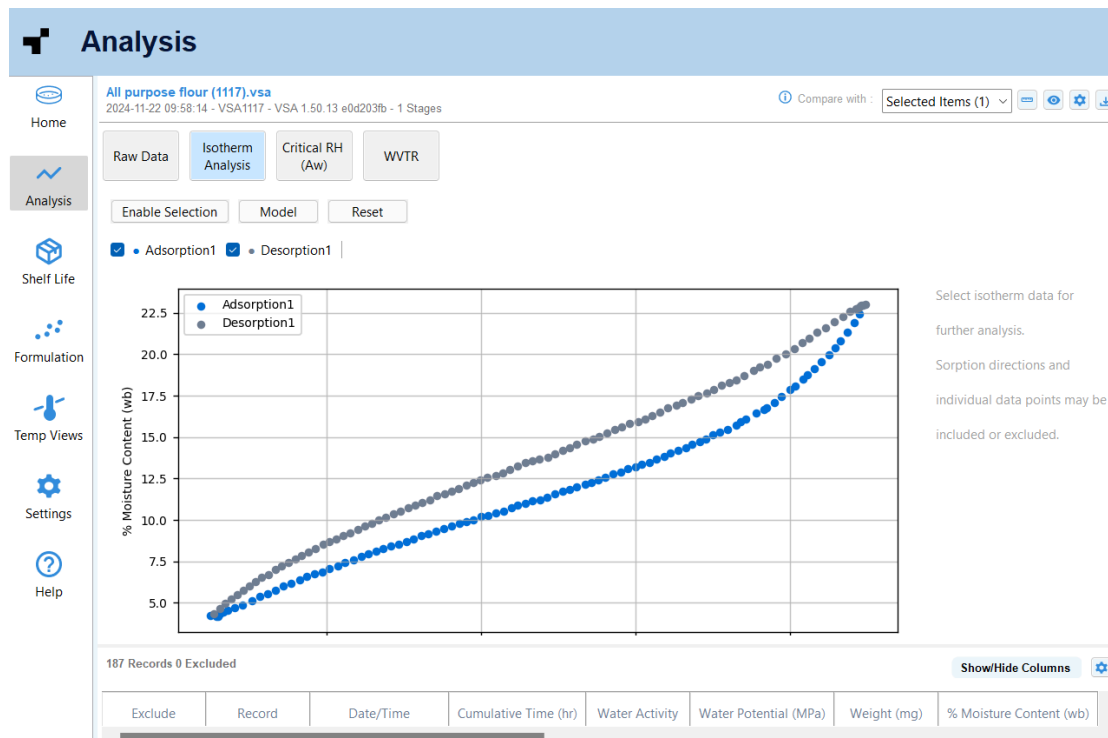 Analysis
Home
Analysis
Shelf Life
Formulation
Temp Views
Settings
Help
All purpose flour (1117).vsa
2024-11-22 09:58:14 - VSA1117 - VSA 1.50.13 e0d203fb - 1 Stages
Compare with :
Selected Items (1)
Raw Data
Isotherm
Analysis
Critical RH
(Aw)
WVTR
Enable Selection
Model
Reset
Adsorption1
Desorption1
Adsorption1
Desorption1
% Moisture Content (wb)
22.5
20.0
17.5
15.0
12.5
10.0
7.5
5.0
Select isotherm data for
further analysis.
Sorption directions and
individual data points may be
included or excluded.
187 Records 0 Excluded
Show/Hide Columns
Exclude
Record
Date/Time
Cumulative Time (hr)
Water Activity
Water Potential (MPa)
Weight (mg)
% Moisture Content (wb)